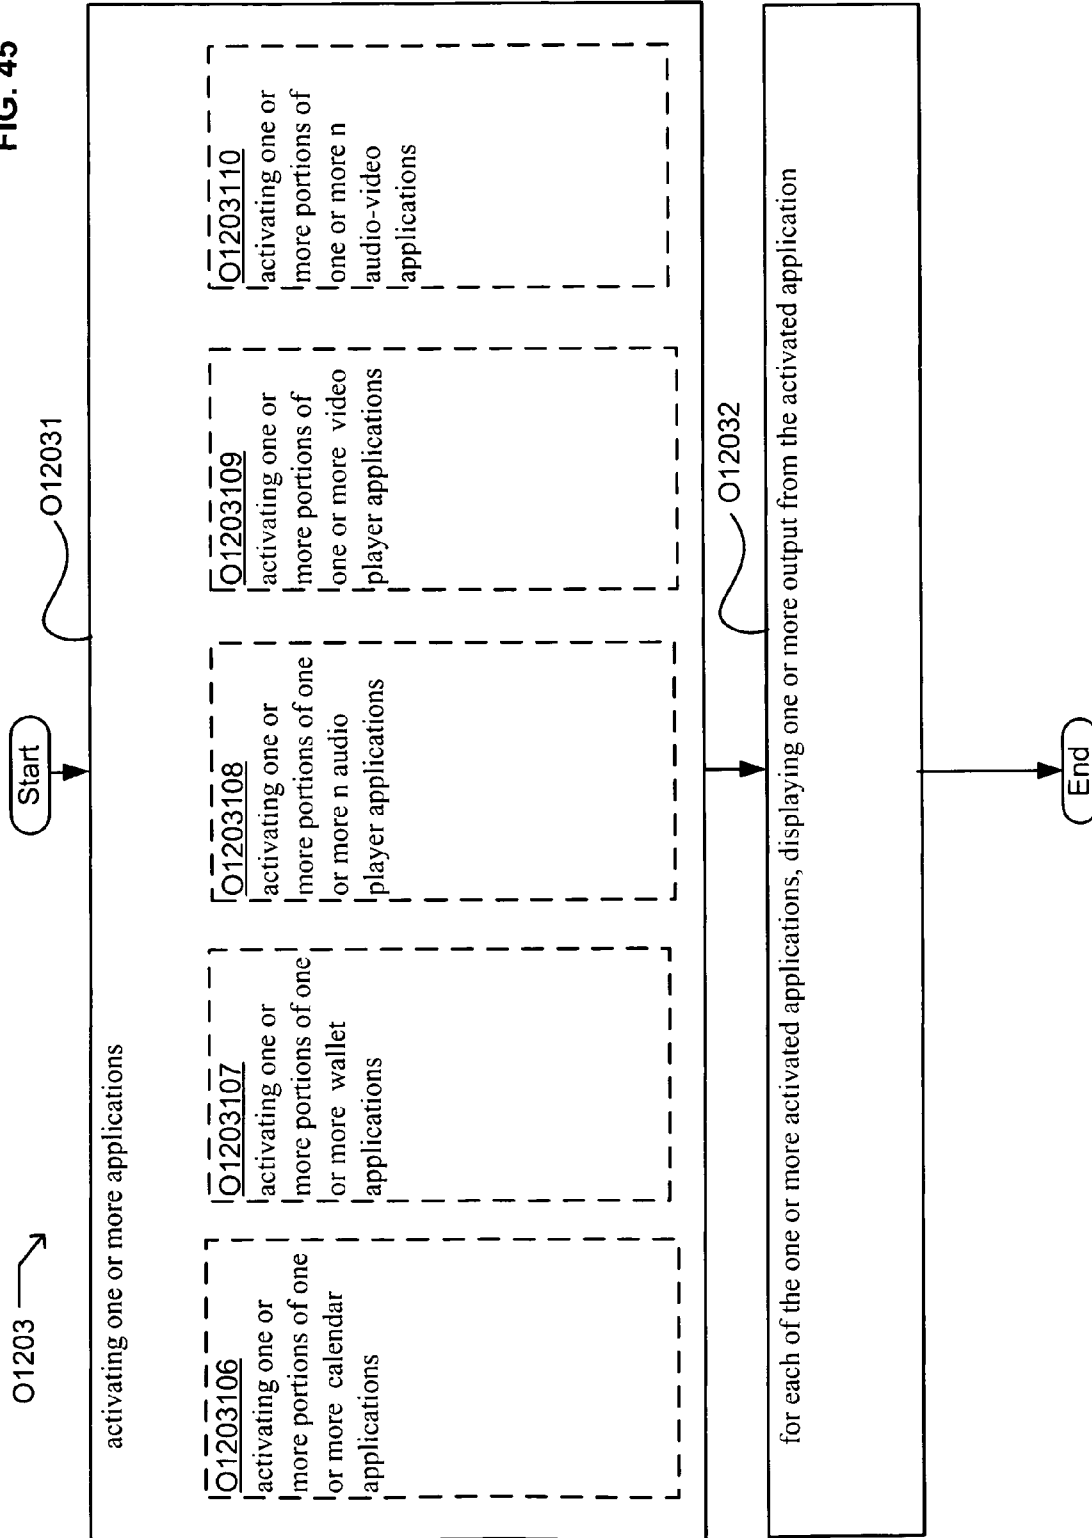 FIG. 45
O1203
Start
O12031
activating one or more applications
O1203106
activating one or
more portions of one
or more calendar
applications
O1203107
activating one or
more portions of one
or more wallet
applications
O1203108
activating one or
more portions of one
or more n audio
player applications
O1203109
activating one or
more portions of
one or more video
player applications
O1203110
activating one or
more portions of
one or more n
audio-video
applications
O12032
for each of the one or more activated applications, displaying one or more output from the activated application
End